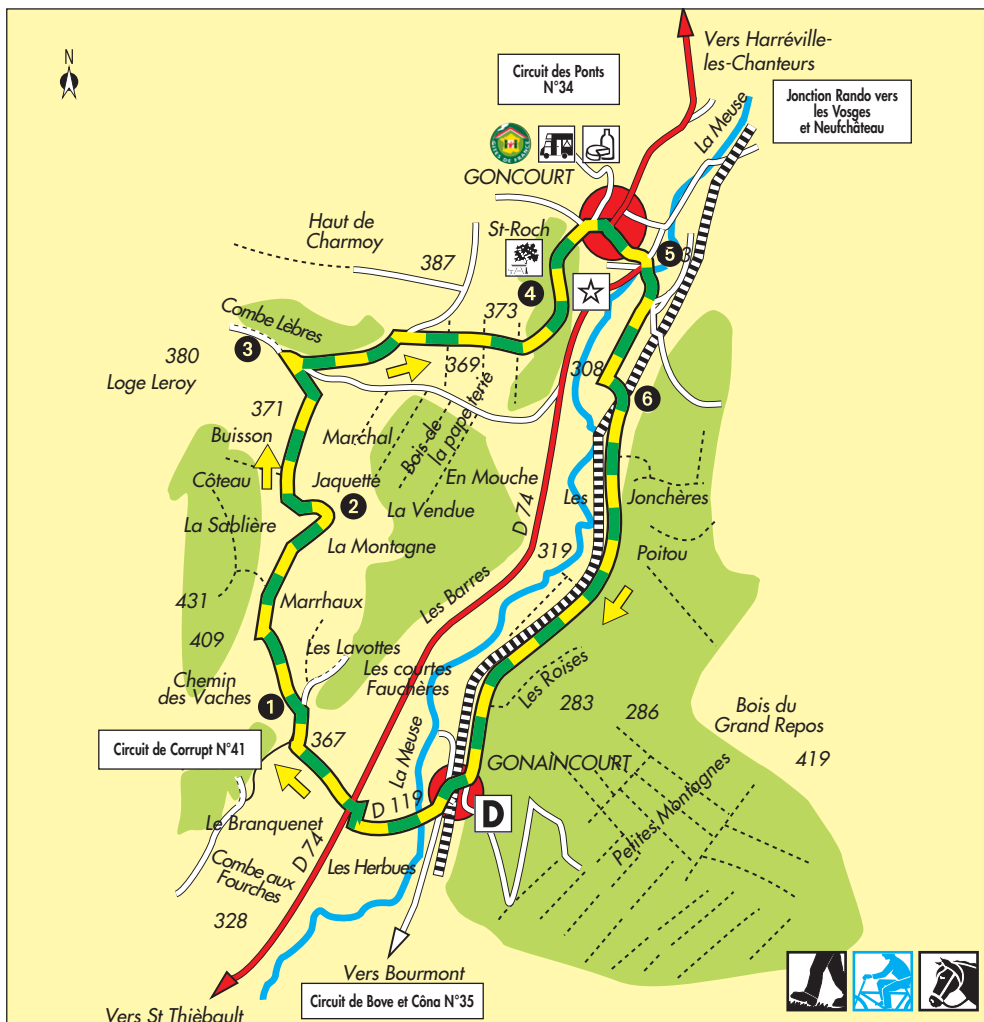 N
Vers Harréville-
les-Chanteurs
Circuit des Ponts
N°34
Jonction Rando vers
les Vosges
et Neufchâteau
La Meuse
GÎTES DE FRANCE
GONCOURT
Haut de
Charmoy
St-Roch
387
5
4
373
Combe Lèbres
3
380
Loge Leroy
369
308
6
371
Marchal
Bois de
la papeterie
Buisson
Côteau
Jaquette
En Mouche
Les Jonchères
2
La Vendue
D 74
La Sablière
La Montagne
319
Poitou
431
Marrhaux
Les Barres
409
Les Lavottes
Les courtes
Fauchères
Les Roises
Chemin
des Vaches
1
283
286
Bois du
Grand Repos
419
Circuit de Corrupt N°41
367
La Meuse
GONAÎNCOURT
D 119
D
Petites Montagnes
Le Branquenet
D 74
Les Herbues
Combe aux
Fourches
328
Vers Bourmont
Circuit de Bove et Côna N°35
Vers St Thièbault